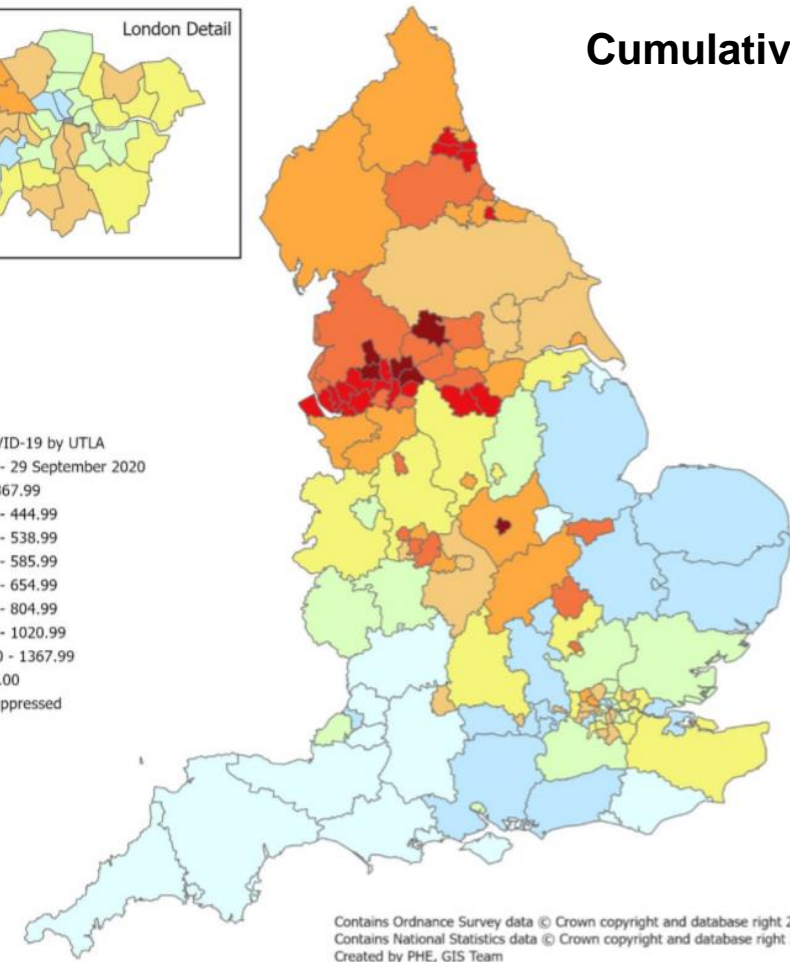 London Detail
Cumulativ
VID-19 by UTLA
- 29 September 2020
367.99
- 444.99
- 538.99
- 585.99
- 654.99
- 804.99
- 1020.99
0 - 1367.99
.00
ppressed
Contains Ordnance Survey data © Crown copyright and database right 2
Contains National Statistics data © Crown copyright and database right
Created by PHE, GIS Team